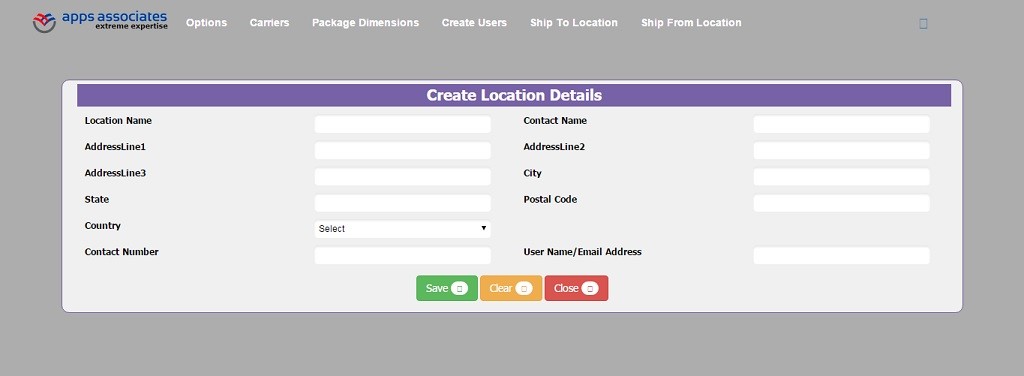 apps associates
extreme expertise
Options Carriers Package Dimensions Create Users Ship To Location Ship From Location
Create Location Details
Location Name Contact Name
AddressLine1 AddressLine2
AddressLine3 City
State Postal Code
Country Select
Contact Number User Name/Email Address
Save Clear Close